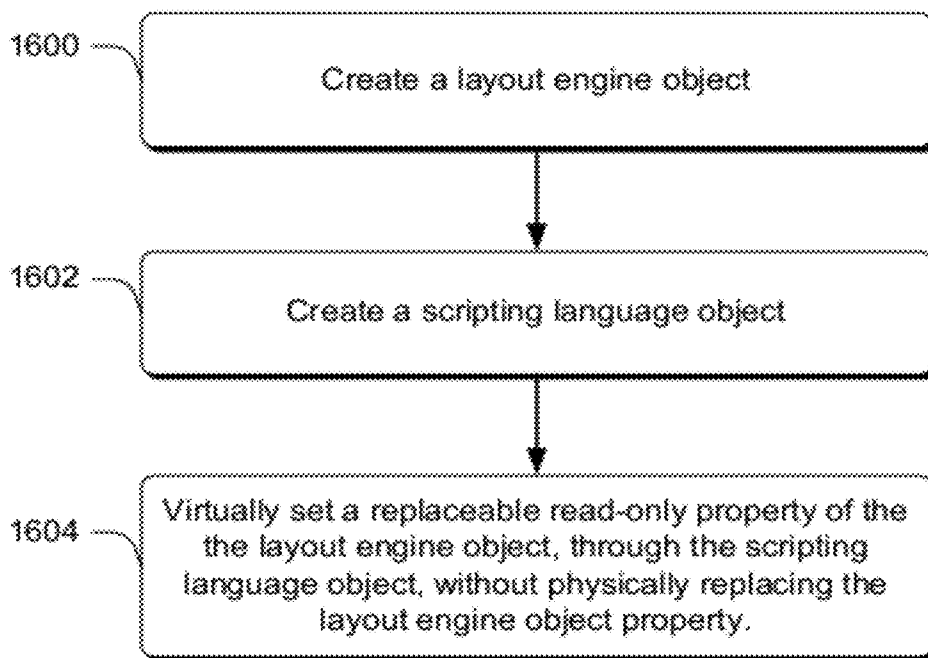 1600
Create a layout engine object
1602
Create a scripting language object
1604
Virtually set a replaceable read-only property of the
the layout engine object, through the scripting
language object, without physically replacing the
layout engine object property.